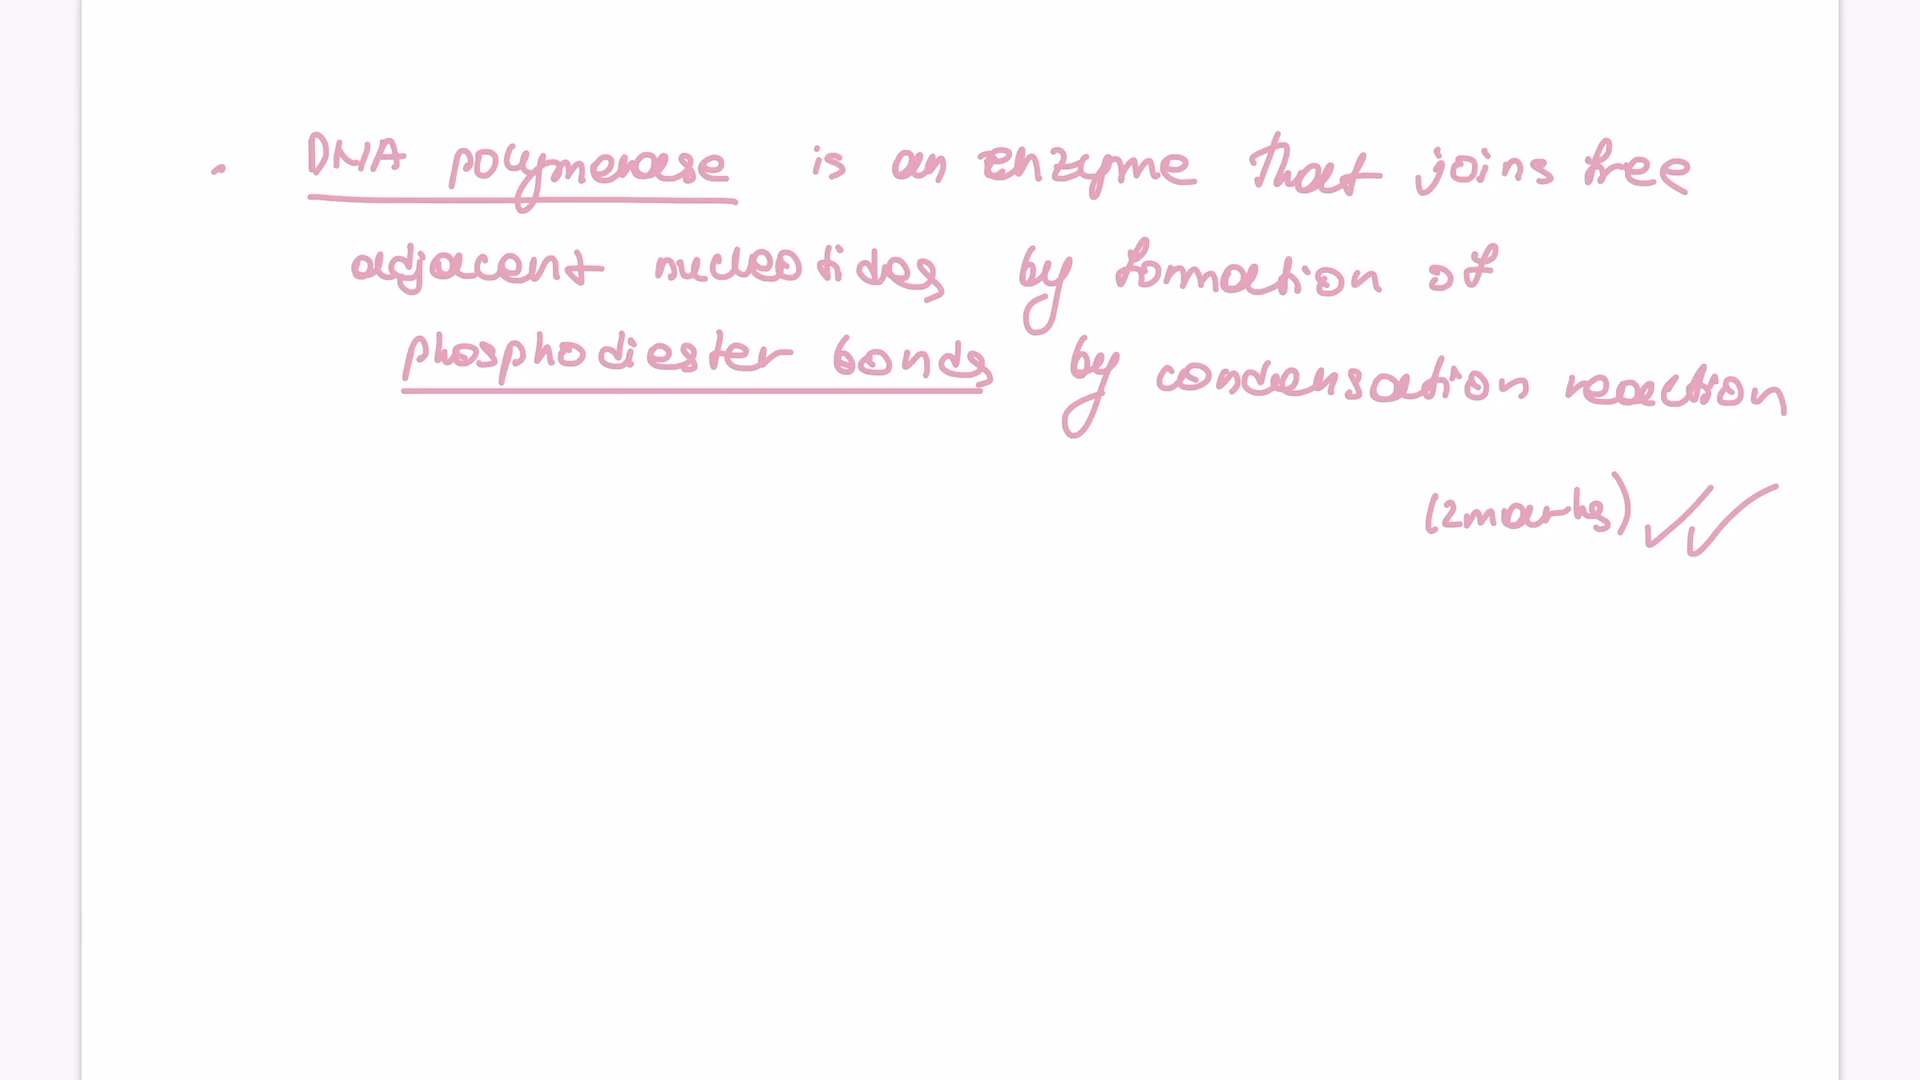 . DNA polymerase is an enzyme that joins free
adjacent nucleotides by formation of
phosphodiester bonds by condensation reaction
(2marks) ✓✓